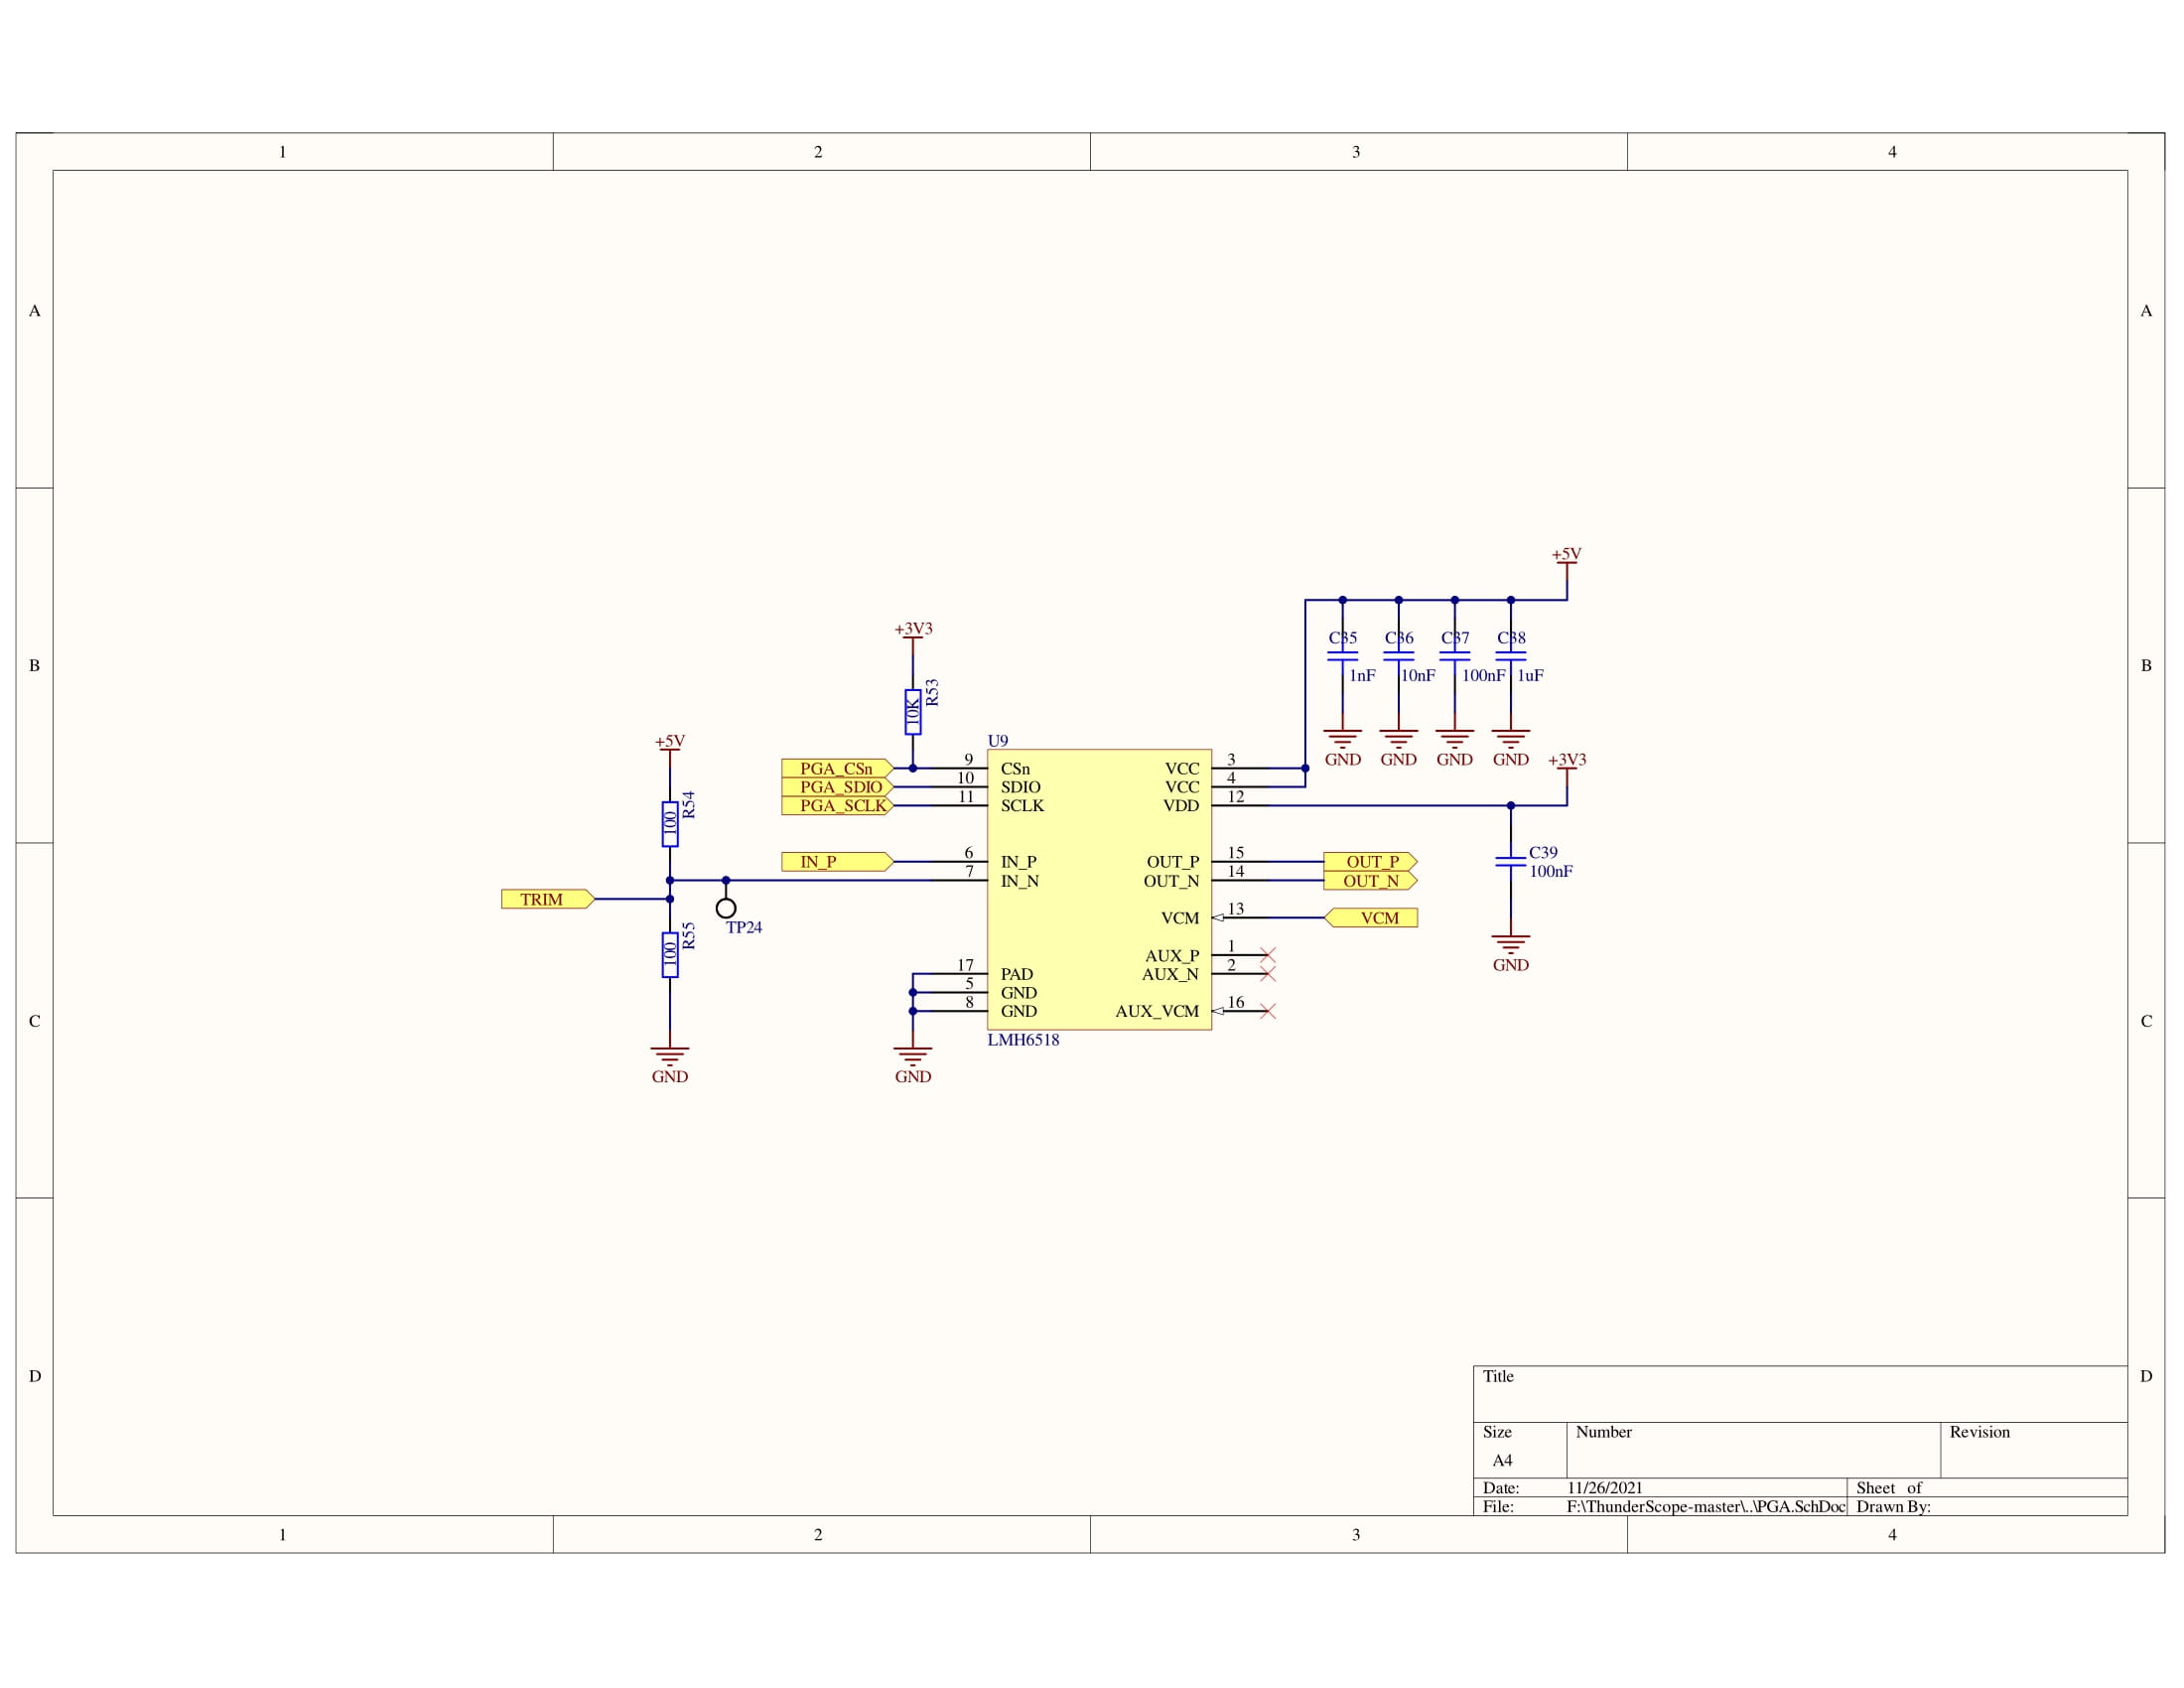 1 2 3 4
A A
+5V
+3V3
C35 C36 C37 C38
1nF 10nF 100nF 1uF
R53
10K
GND GND GND GND
+3V3
+5V
U9
PGA_CSn 9 CSn VCC 3
PGA_SDIO 10 SDIO VCC 4
PGA_SCLK 11 SCLK VDD 12
R54
100
IN_P 6 IN_P OUT_P 15 OUT_P
7 IN_N OUT_N 14 OUT_N
C39
100nF
TRIM
TP24
VCM 13 VCM
R55
100
AUX_P 1
17 PAD AUX_N 2
5 GND
8 GND AUX_VCM 16
GND
LMH6518
GND GND
B B
C C
D D
Title
Size Number Revision
A4
Date: 11/26/2021 Sheet of
File: F:\ThunderScope-master\..\PGA.SchDoc Drawn By:
1 2 3 4